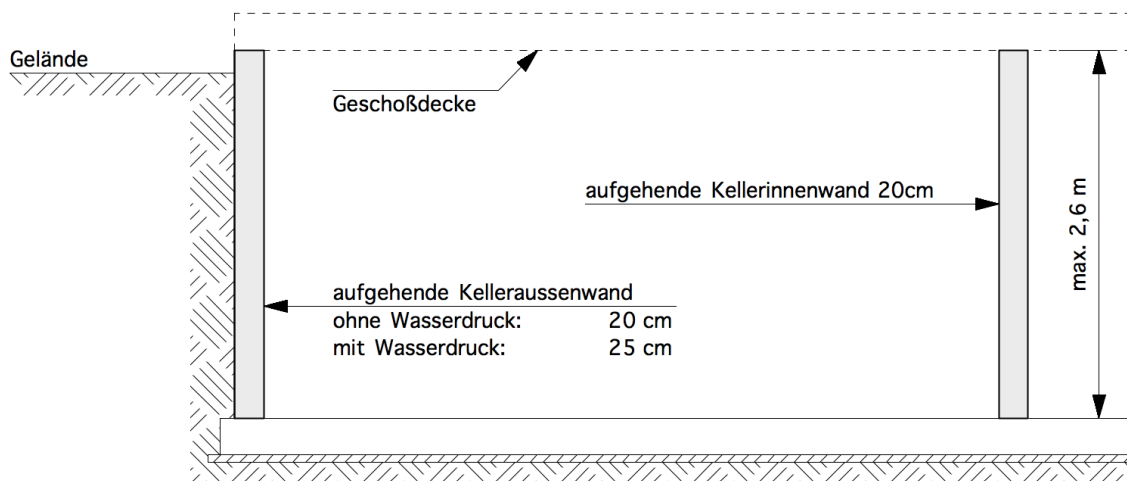 Gelände
Geschoßdecke
aufgehende Kellerinnenwand 20cm
max. 2,6 m
aufgehende Kelleraussenwand
ohne Wasserdruck: 20 cm
mit Wasserdruck: 25 cm